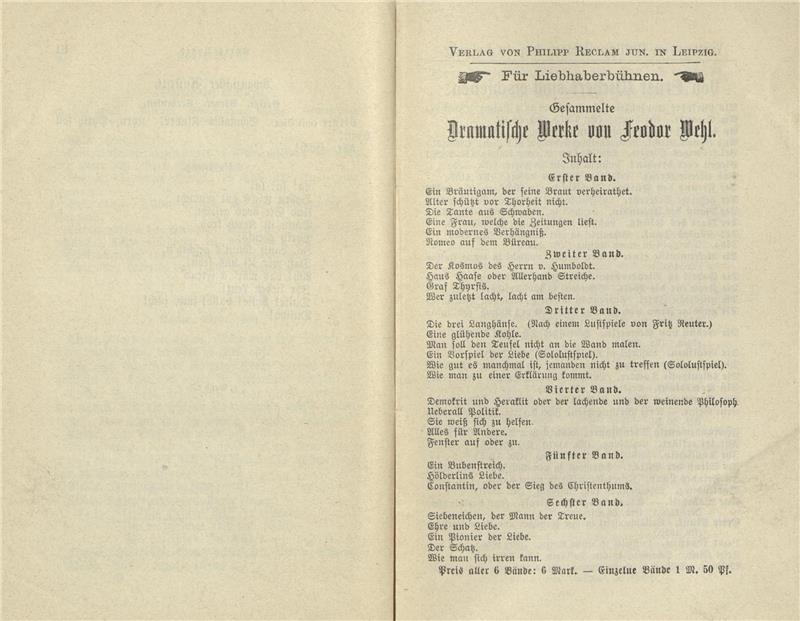 Verlag von Philipp Reclam jun. in Leipzig.
Für Liebhaberbühnen.
Gesammelte
Dramatische Werke von Feodor Wehl.
Inhalt:
Erster Band.
Ein Bräutigam, der seine Braut verheirathet.
Alter schützt vor Thorheit nicht.
Die Tante aus Schwaben.
Eine Frau, welche die Zeitungen liest.
Ein modernes Verhängniß.
Romeo auf dem Büreau.
Zweiter Band.
Der Kosmos des Herrn v. Humboldt.
Haus Haase oder Allerhand Streiche.
Graf Thyrsis.
Wer zuletzt lacht, lacht am besten.
Dritter Band.
Die drei Langhänse. (Nach einem Lustspiele von Fritz Reuter.)
Eine glühende Kohle.
Man soll den Teufel nicht an die Wand malen.
Ein Vorspiel der Liebe (Sololustspiel).
Wie gut es manchmal ist, jemanden nicht zu treffen (Sololustspiel).
Wie man zu einer Erklärung kommt.
Vierter Band.
Demokrit und Heraklit oder der lachende und der weinende Philosoph.
Ueberall Politik.
Sie weiß sich zu helfen.
Alles für Andere.
Fenster auf oder zu.
Fünfter Band.
Ein Bubenstreich.
Hölderlins Liebe.
Constantin, oder der Sieg des Christenthums.
Sechster Band.
Siebeneichen, der Mann der Treue.
Ehre und Liebe.
Ein Pionier der Liebe.
Der Schatz.
Wie man sich irren kann.
Preis aller 6 Bände: 6 Mark. — Einzelne Bände 1 M. 50 Pf.